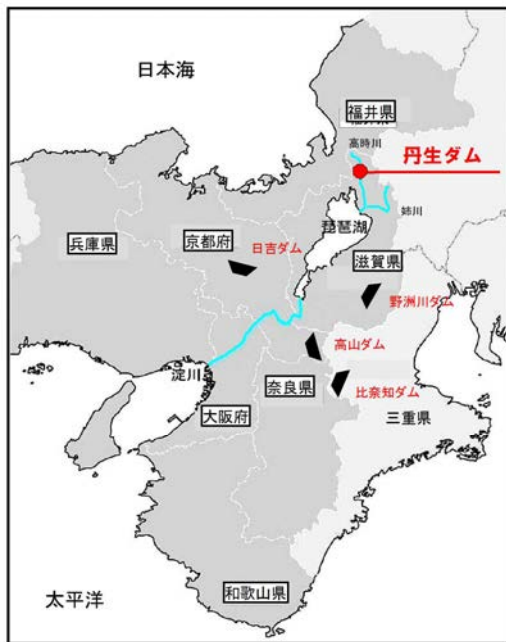 日本海
福井県
高時川
丹生ダム
姉川
琵琶湖
兵庫県
京都府
日吉ダム
滋賀県
野洲川ダム
高山ダム
淀川
奈良県
比奈知ダム
大阪府
三重県
太平洋
和歌山県